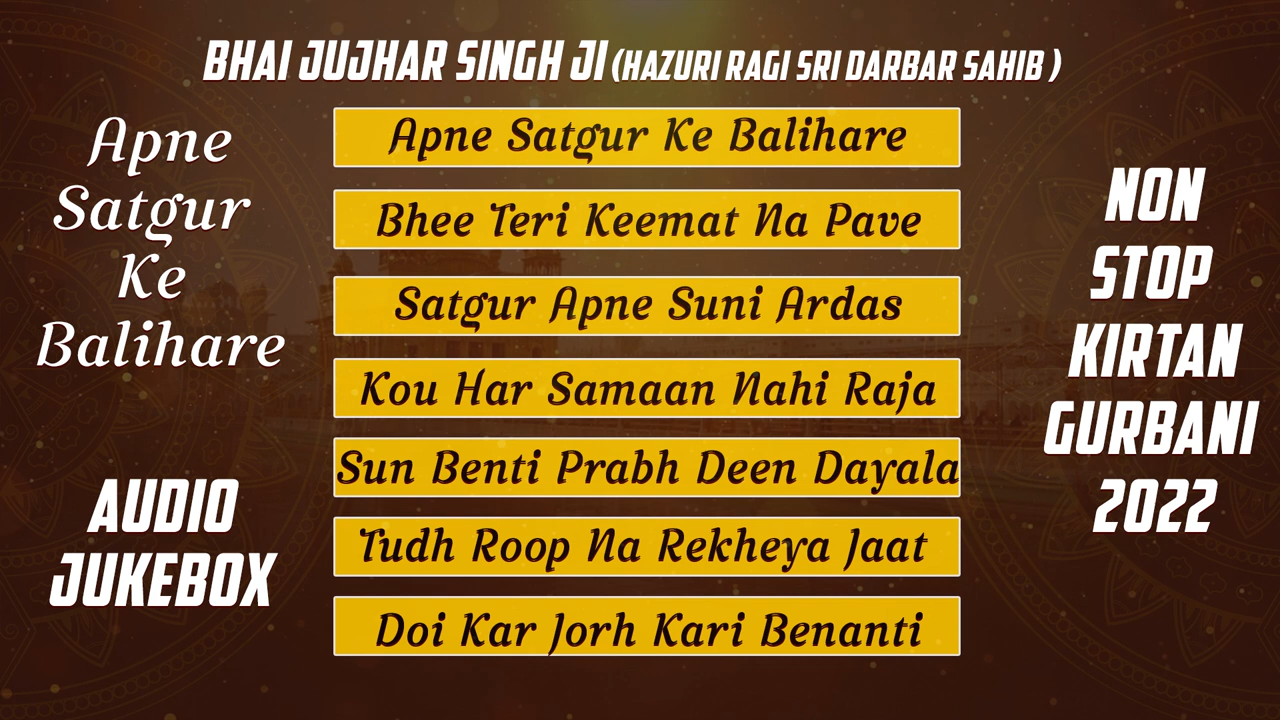 BHAI JUJHAR SINGH JI (HAZURI RAGI SRI DARBAR SAHIB )
Apne
Satgur
Ke
Balihare
AUDIO
JUKEBOX
Apne Satgur Ke Balihare
Bhee Teri Keemat Na Pave
Satgur Apne Suni Ardas
Kou Har Samaan Nahi Raja
Sun Benti Prabh Deen Dayala
Tudh Roop Na Rekheya Jaat
Doi Kar Jorh Kari Benanti
NON
STOP
KIRTAN
GURBANI
2022